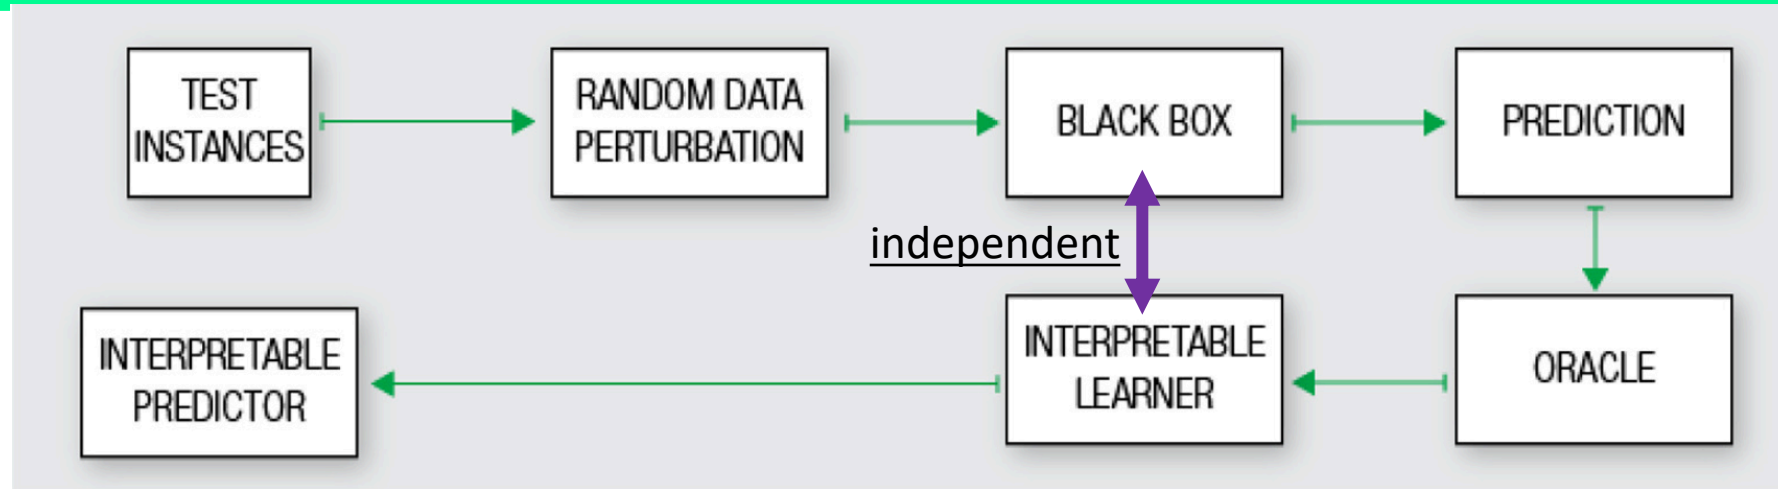 TEST
INSTANCES
RANDOM DATA
PERTURBATION
BLACK BOX
PREDICTION
independent
INTERPRETABLE
PREDICTOR
INTERPRETABLE
LEARNER
ORACLE